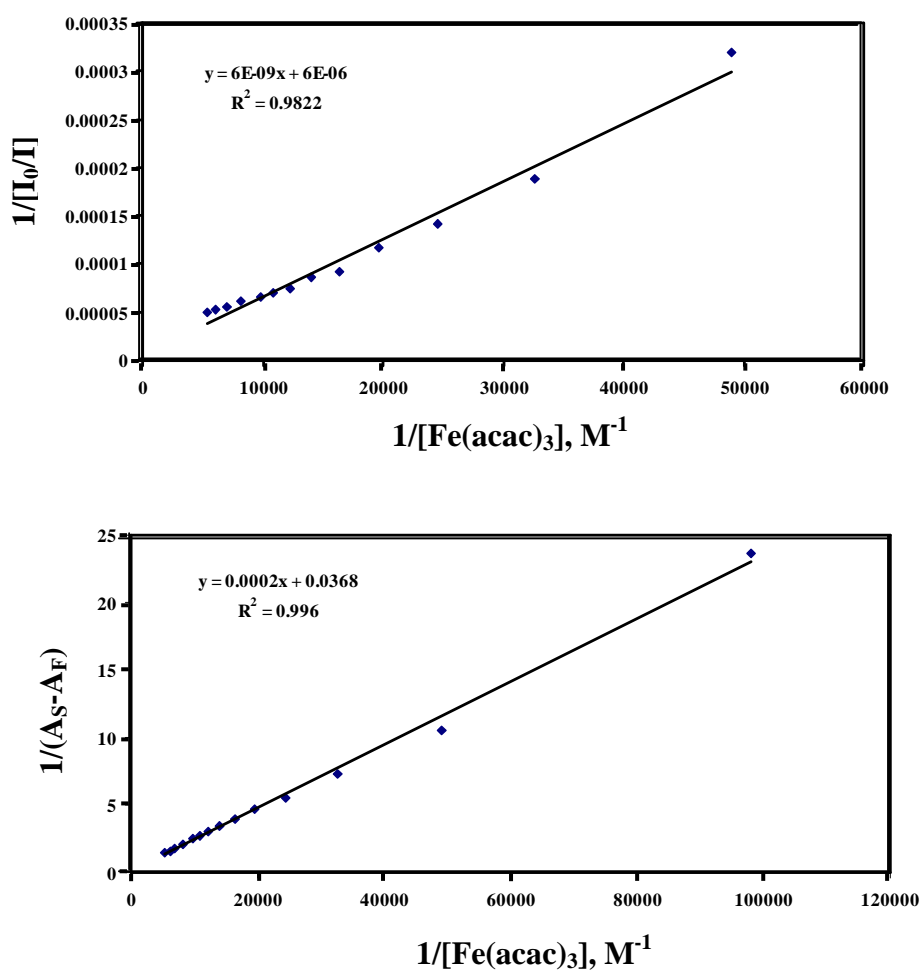 0.00035
0.0003
0.00025
0.0002
0.00015
0.0001
0.00005
0
1/[I₀/I]
y = 6E-09x + 6E-06
R² = 0.9822
0 10000 20000 30000 40000 50000 60000
1/[Fe(acac)₃], M⁻¹
25
20
15
10
5
0
1/(A_S-A_F)
y = 0.0002x + 0.0368
R² = 0.996
0 20000 40000 60000 80000 100000 120000
1/[Fe(acac)₃], M⁻¹